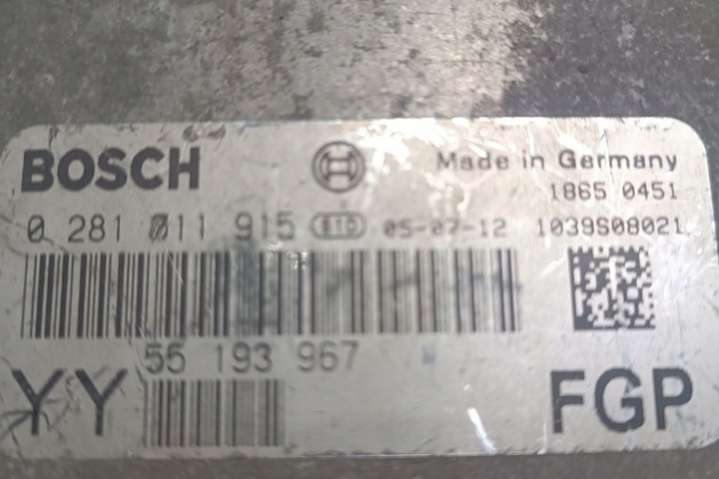 BOSCH Made in Germany
1865 0451
0 281 011 915 05-07-12 1039S08021
55 193 967
YY FGP